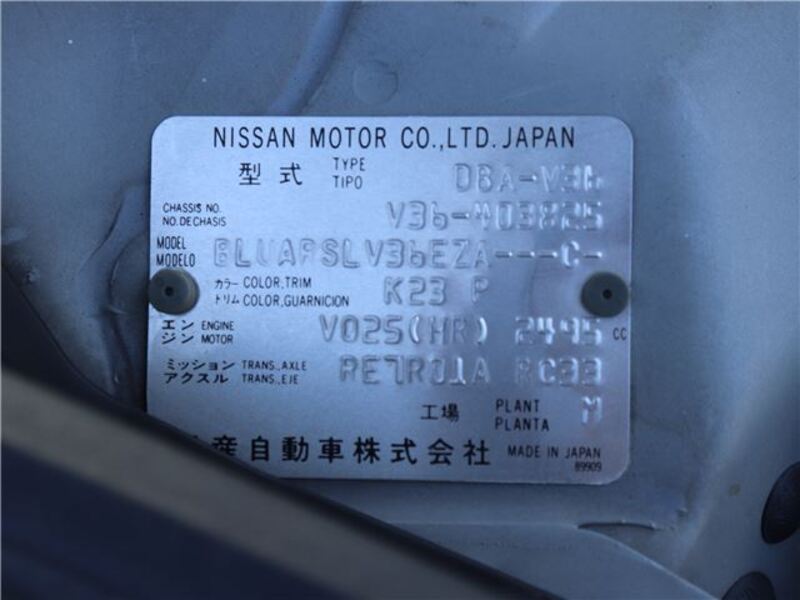 NISSAN MOTOR CO.,LTD. JAPAN
型式 TYPE TIPO DBA-V36
CHASSIS NO. NO.DECHASIS V36-403825
MODEL MODELO BLUARSLV36EZA---C-
カラー COLOR,TRIM トリム COLOR,GUARNICION K23 P
エンジン ENGINE MOTOR VQ25(HR) 2495 CC
ミッション TRANS.,AXLE アクスル TRANS.,EJE RE7R01A RC33
工場 PLANT PLANTA M
産自動車株式会社 MADE IN JAPAN
89909